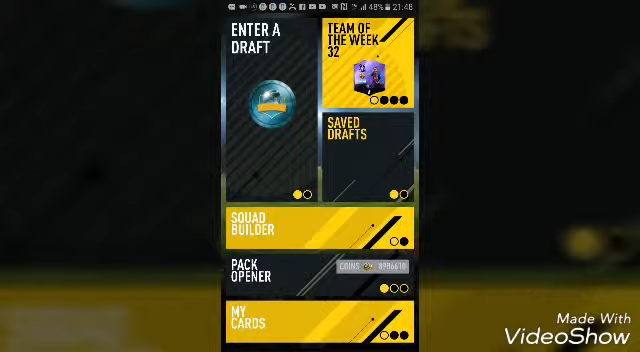 48% 21:48
ENTER A
DRAFT
TEAM OF
THE WEEK
32
SAVED
DRAFTS
SQUAD
BUILDER
PACK
OPENER
COINS
MY
CARDS
Made With
VideoShow